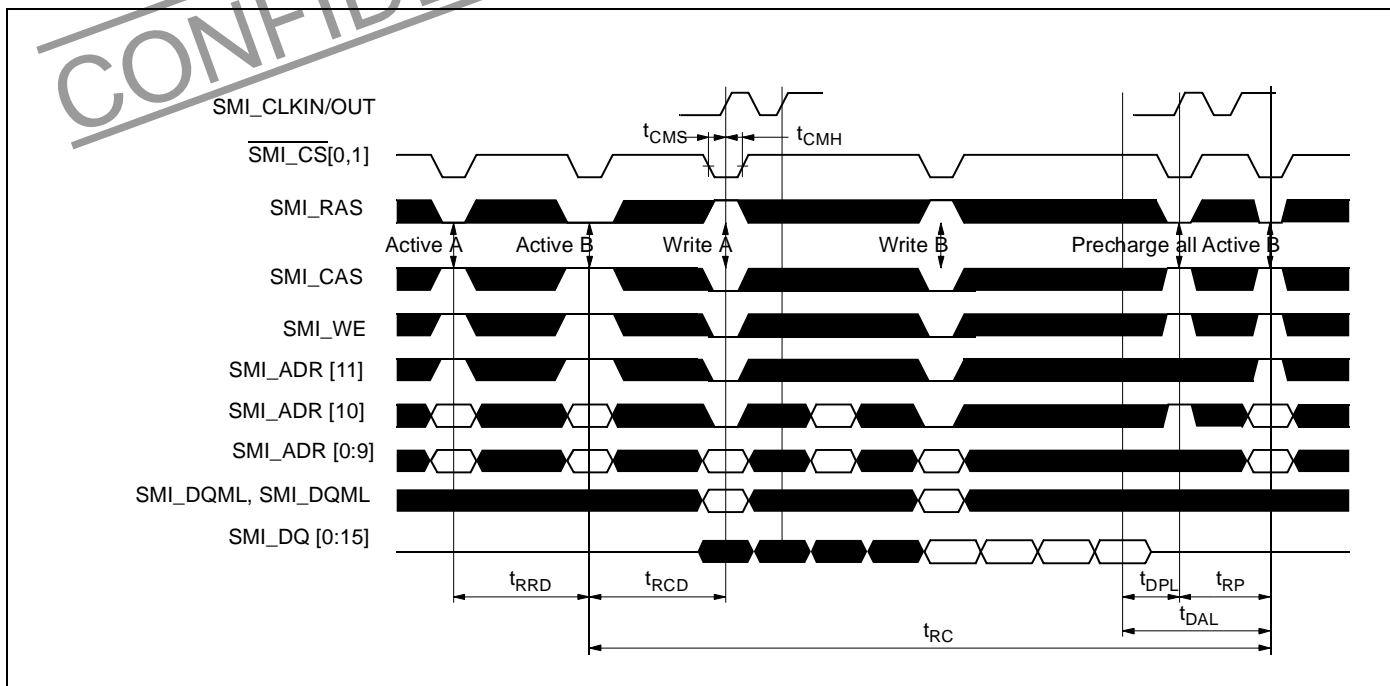 CONFIDE
SMI_CLKIN/OUT
tCMS
tCMH
SMI_CS[0,1]
SMI_RAS
Active A
Active B
Write A
Write B
Precharge all Active B
SMI_CAS
SMI_WE
SMI_ADR [11]
SMI_ADR [10]
SMI_ADR [0:9]
SMI_DQML, SMI_DQML
SMI_DQ [0:15]
tRRD
tRCD
tDPL
tRP
tDAL
tRC